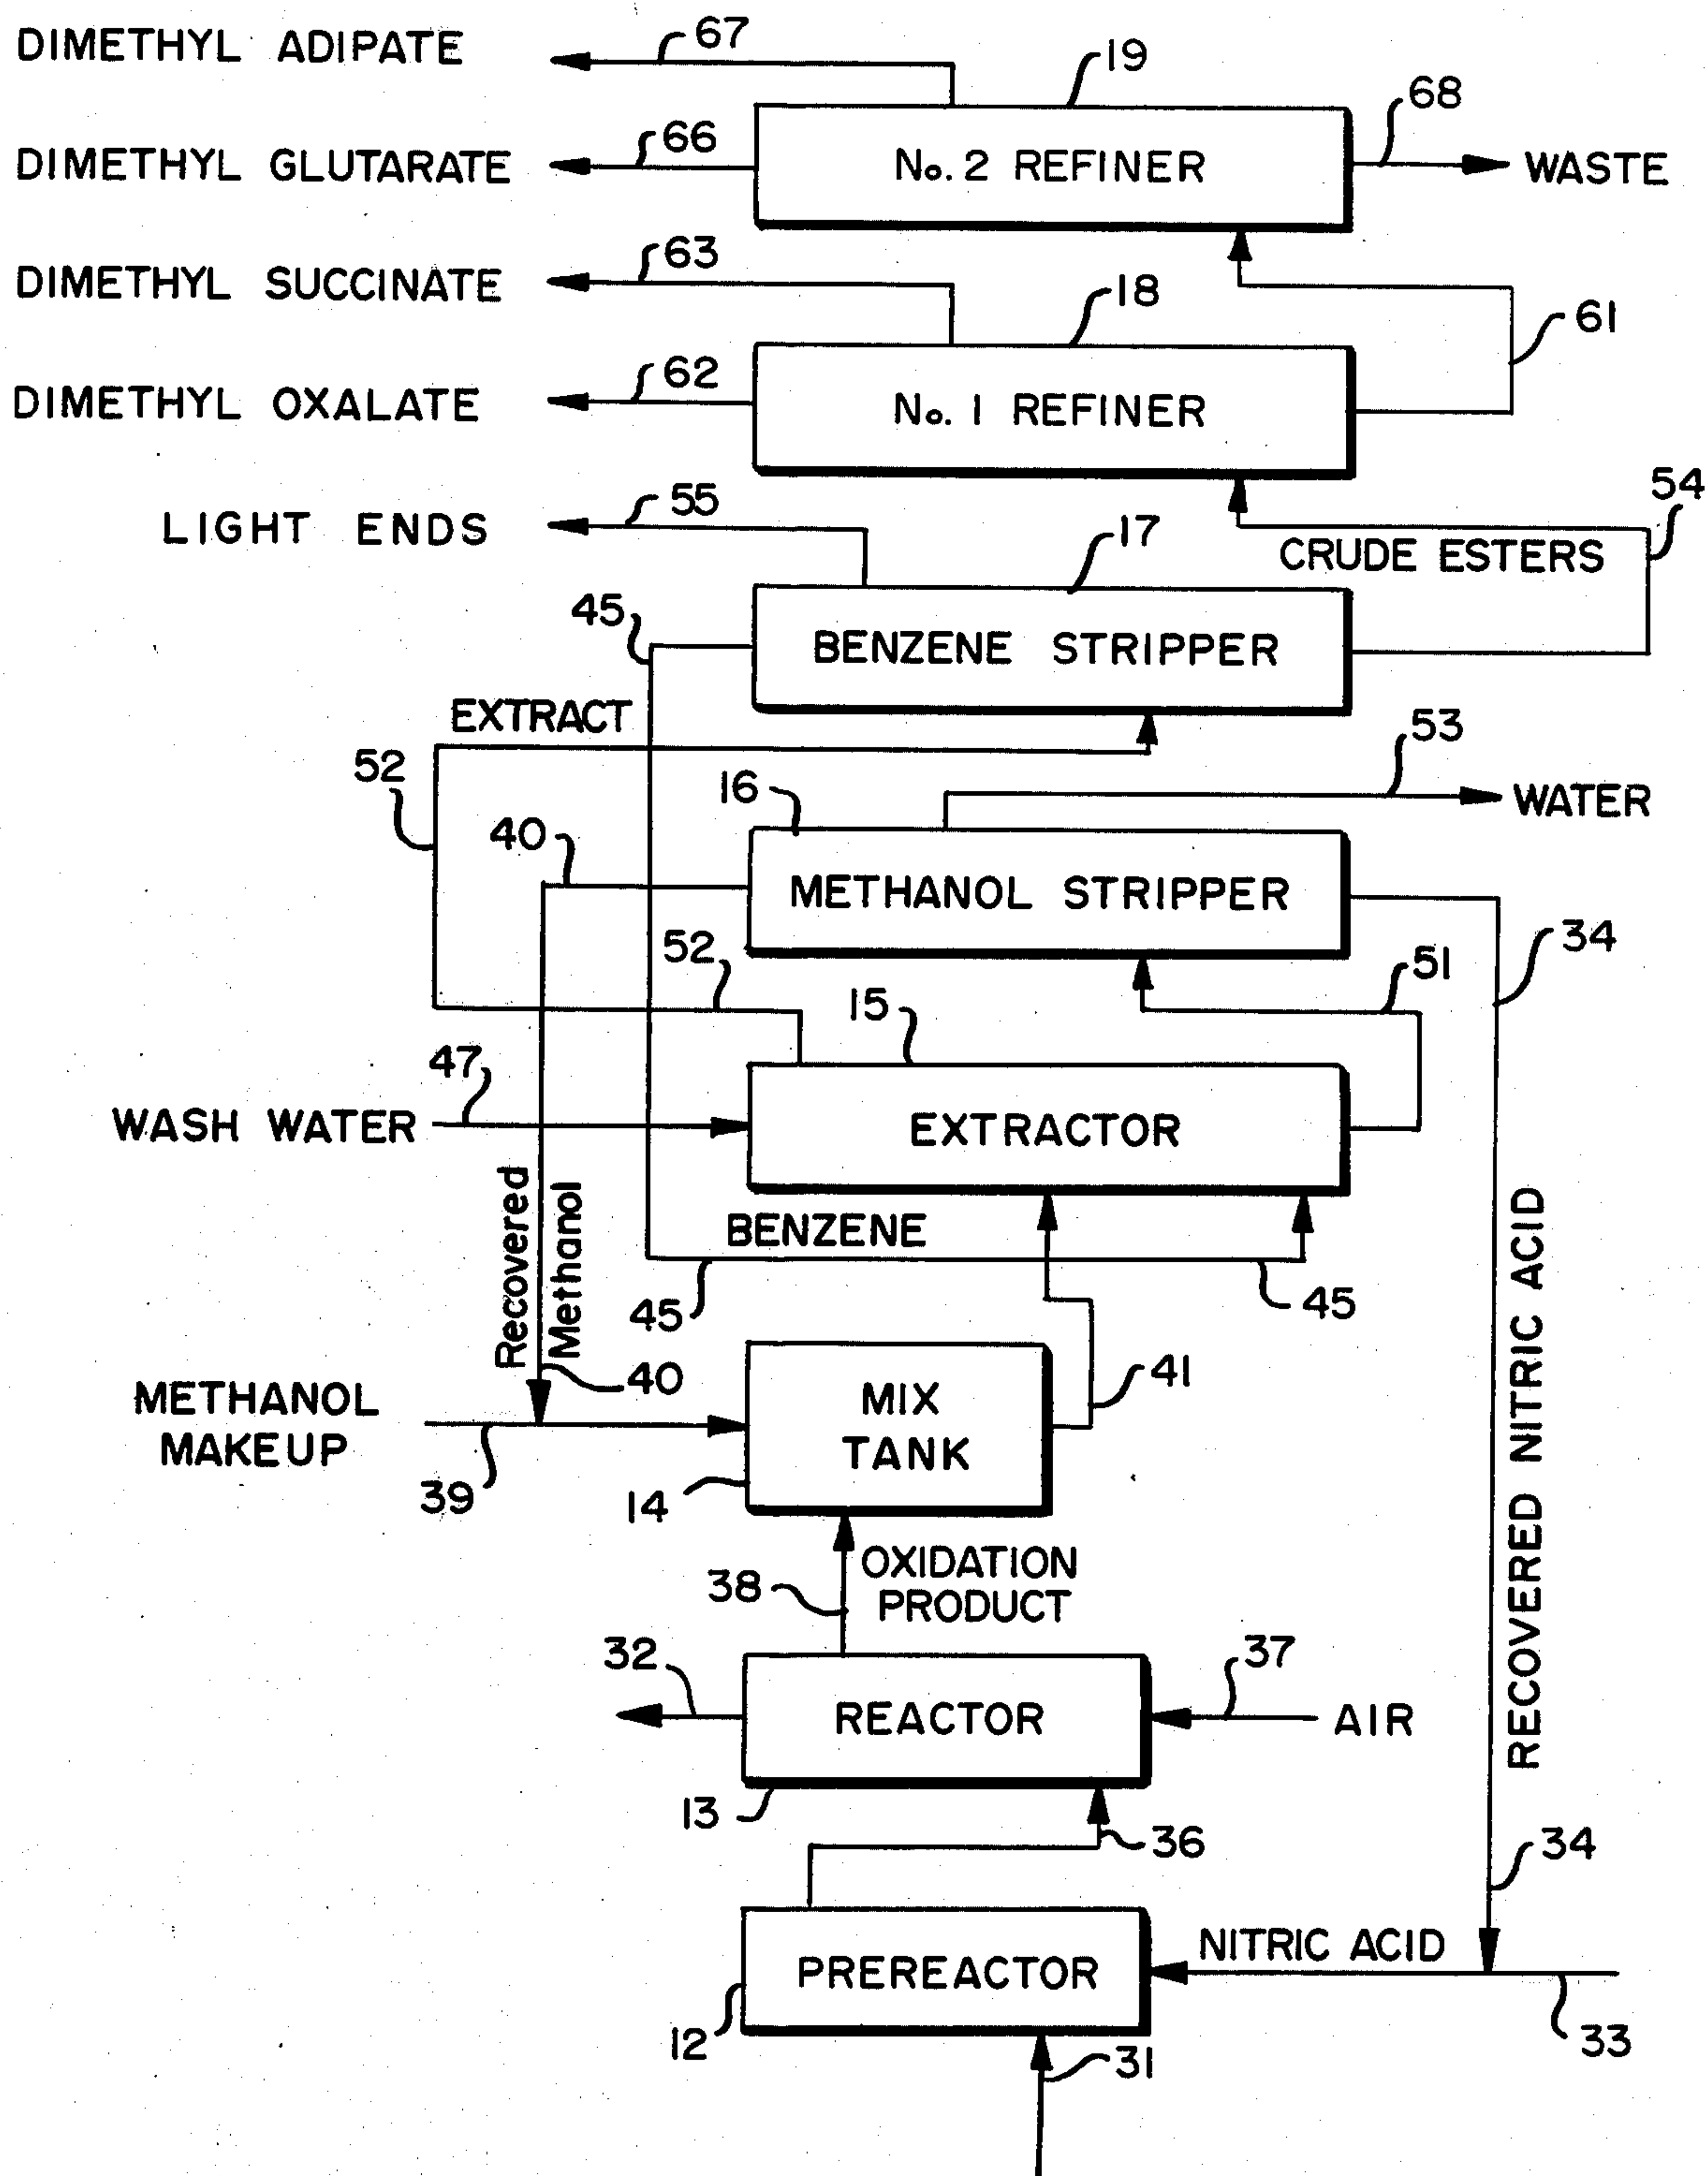 DIMETHYL ADIPATE
67
19
68
DIMETHYL GLUTARATE
66
No. 2 REFINER
WASTE
DIMETHYL SUCCINATE
63
18
61
DIMETHYL OXALATE
62
No. 1 REFINER
54
LIGHT ENDS
55
17
CRUDE ESTERS
45
BENZENE STRIPPER
EXTRACT
53
52
16
WATER
40
METHANOL STRIPPER
34
52
51
15
47
WASH WATER
EXTRACTOR
Recovered
Methanol
BENZENE
45
45
RECOVERED NITRIC ACID
40
41
METHANOL
MAKEUP
MIX
TANK
39
14
OXIDATION
PRODUCT
38
32
37
REACTOR
AIR
13
36
34
NITRIC ACID
PREREACTOR
12
33
31